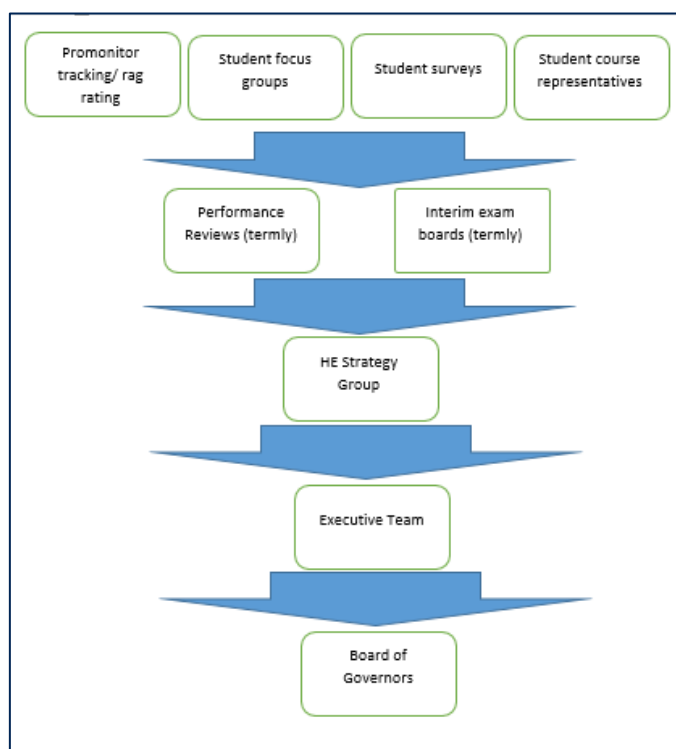 Promonitor
tracking/ rag
rating
Student focus
groups
Student surveys
Student course
representatives
Performance
Reviews (termly)
Interim exam
boards (termly)
HE Strategy
Group
Executive Team
Board of
Governors